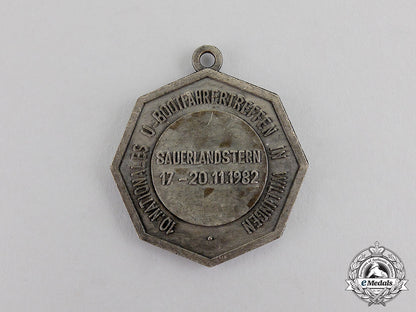 10. NATIONALES U-BOOTFAHRERTREFFEN IN WILLINGEN
SAUERLANDSTERN
17-20.11.1982
eMedals